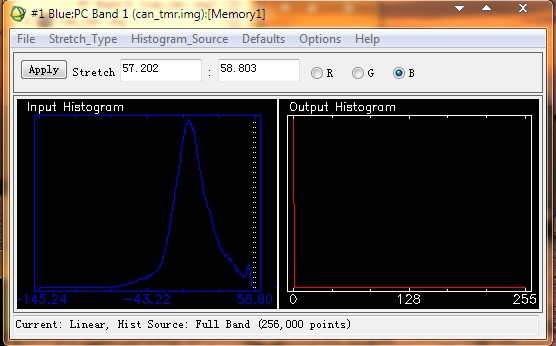 #1 Blue:PC Band 1 (can_tmr.img):[Memory1]
File Stretch_Type Histogram_Source Defaults Options Help
Apply Stretch 57.202 : 58.803 R G B
Input Histogram Output Histogram
-145.24 -43.22 58.80 0 128 255
Current: Linear, Hist Source: Full Band (256,000 points)